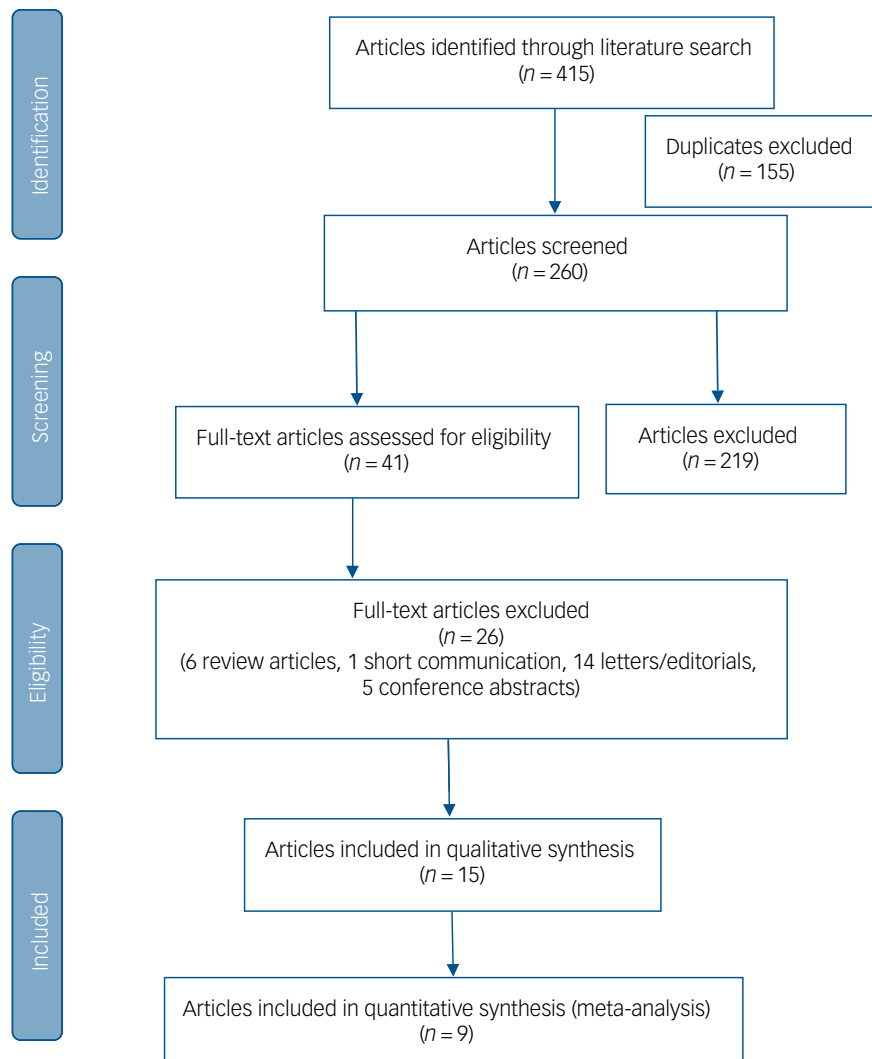 Identification
Articles identified through literature search
(n = 415)
Duplicates excluded
(n = 155)
Articles screened
(n = 260)
Screening
Full-text articles assessed for eligibility
(n = 41)
Articles excluded
(n = 219)
Eligibility
Full-text articles excluded
(n = 26)
(6 review articles, 1 short communication, 14 letters/editorials,
5 conference abstracts)
Included
Articles included in qualitative synthesis
(n = 15)
Articles included in quantitative synthesis (meta-analysis)
(n = 9)